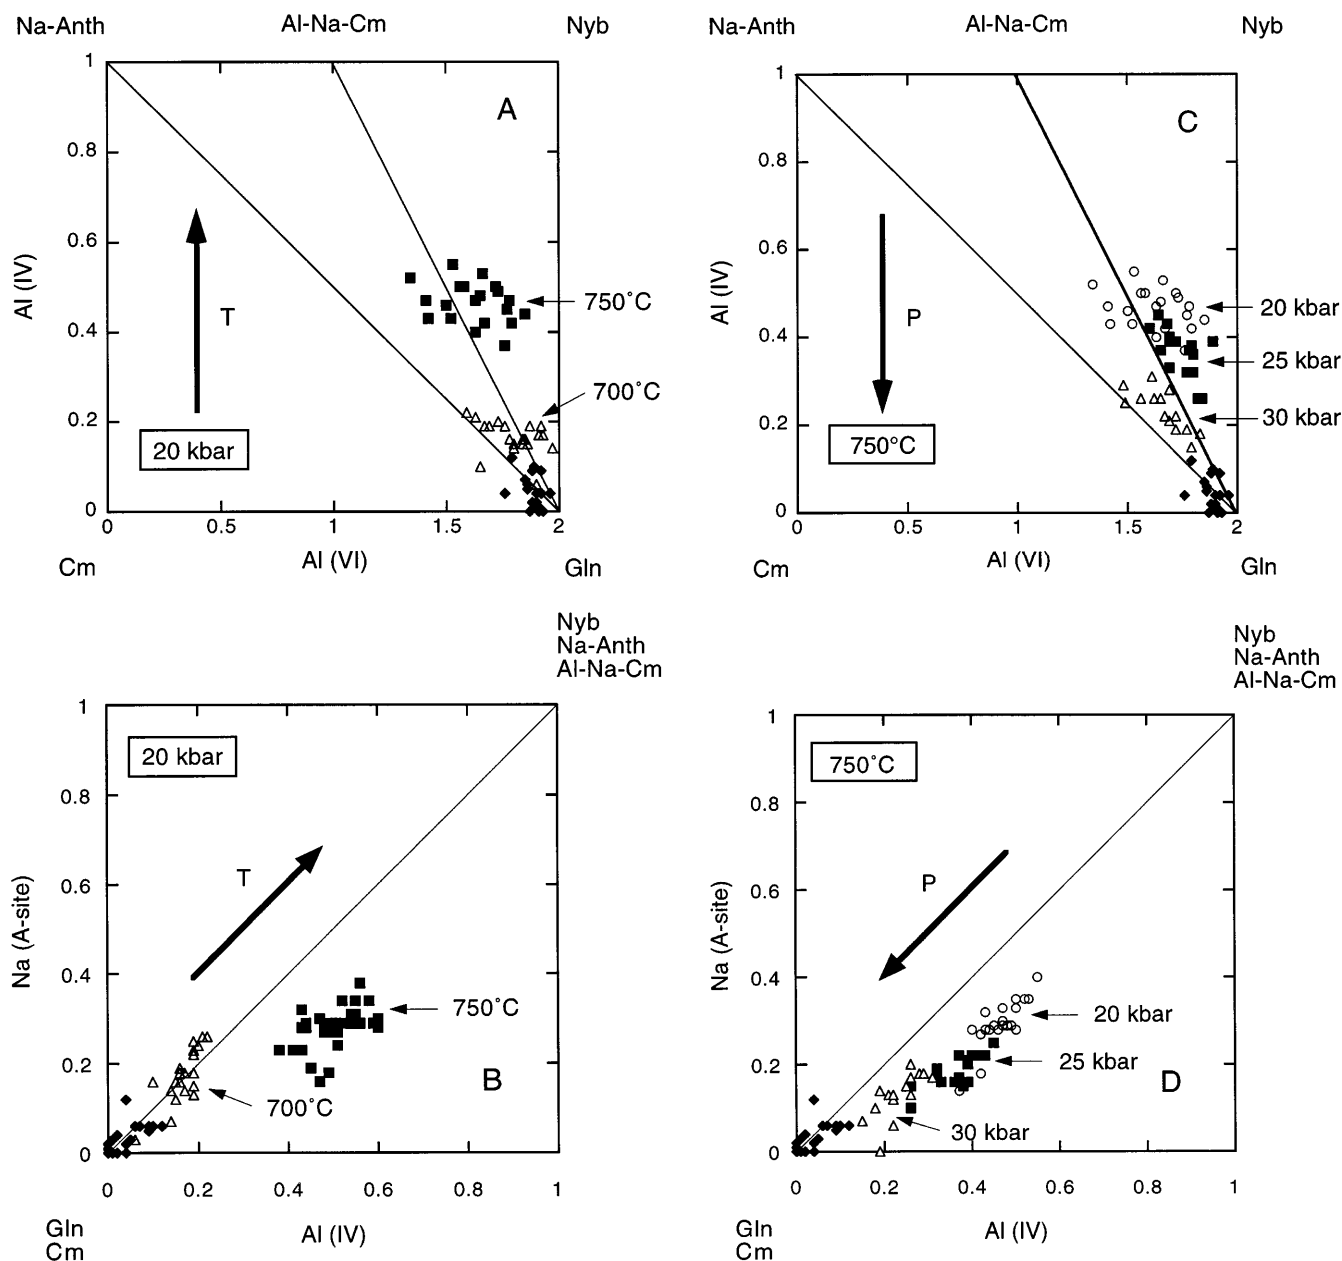 Na-Anth Al-Na-Cm Nyb
1
A
0.8
0.6
Al (IV)
T
750°C
0.4
700°C
0.2
20 kbar
0
0 0.5 1 1.5 2
Al (VI)
Cm Gln
Na-Anth Al-Na-Cm Nyb
1
C
0.8
0.6
Al (IV)
P
20 kbar
0.4
25 kbar
30 kbar
0.2
750°C
0
0 0.5 1 1.5 2
Al (VI)
Cm Gln
Nyb
Na-Anth
Al-Na-Cm
1
20 kbar
0.8
T
0.6
Na (A-site)
0.4
750°C
0.2
B
700°C
0
0 0.2 0.4 0.6 0.8 1
Gln
Cm
Al (IV)
Nyb
Na-Anth
Al-Na-Cm
1
750°C
0.8
P
0.6
Na (A-site)
0.4
20 kbar
25 kbar
0.2
D
30 kbar
0
0 0.2 0.4 0.6 0.8 1
Gln
Cm
Al (IV)